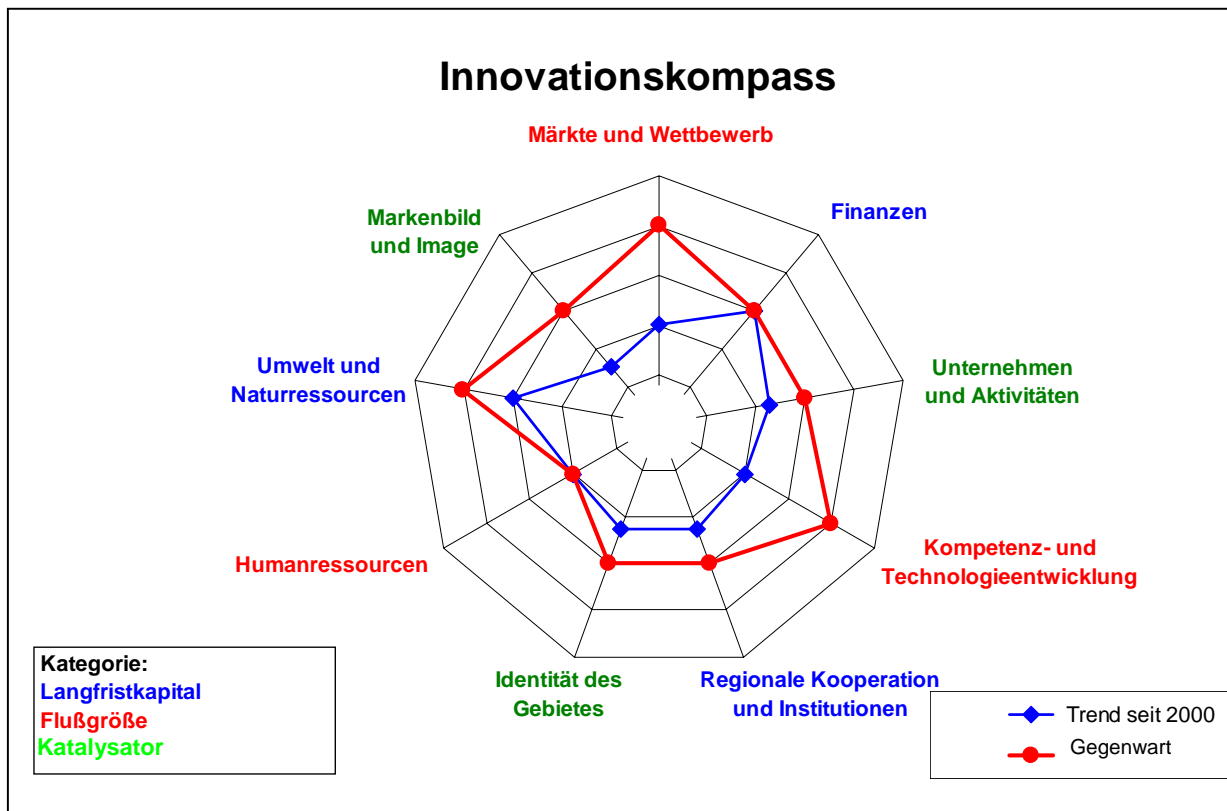 Innovationskompass
Märkte und Wettbewerb
Finanzen
Markenbild
und Image
Unternehmen
und Aktivitäten
Umwelt und
Naturressourcen
Kompetenz- und
Technologieentwicklung
Humanressourcen
Identität des
Gebietes
Regionale Kooperation
und Institutionen
Kategorie:
Langfristkapital
Flußgröße
Katalysator
Trend seit 2000
Gegenwart